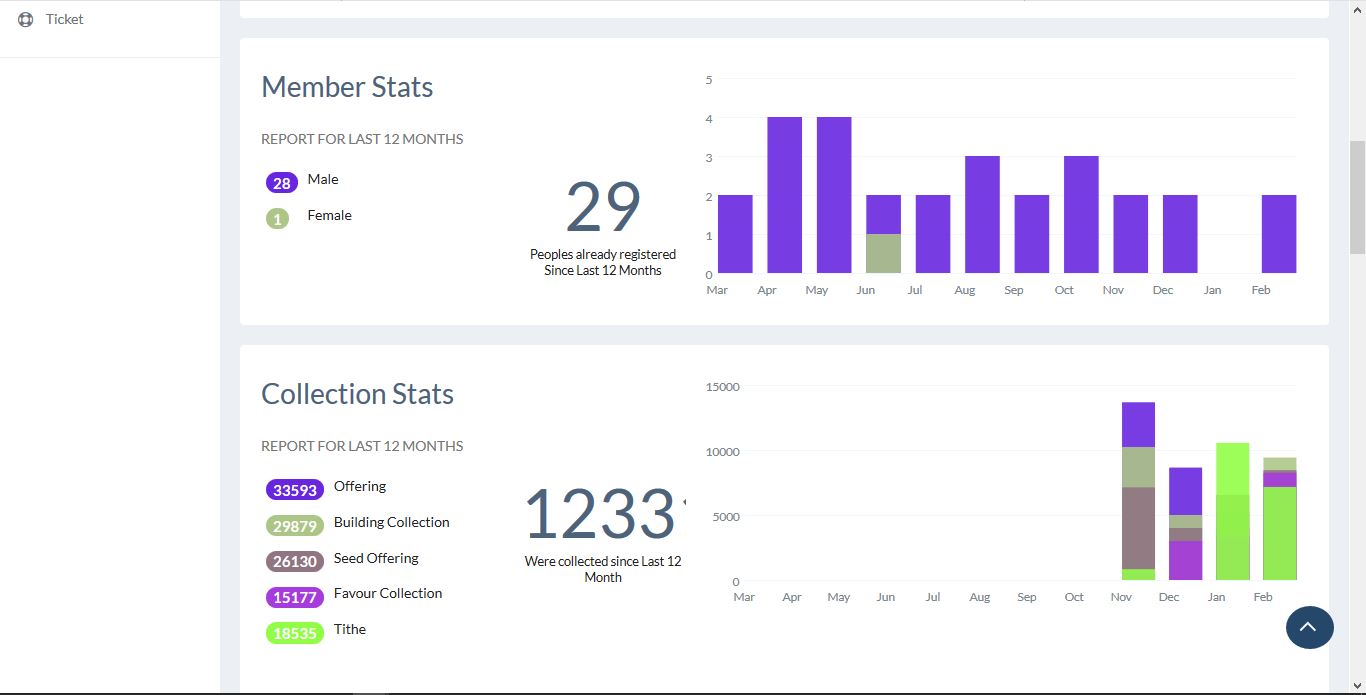 Ticket
Member Stats
REPORT FOR LAST 12 MONTHS
28 Male
1 Female
29
Peoples already registered
Since Last 12 Months
5
4
3
2
1
0
Mar Apr May Jun Jul Aug Sep Oct Nov Dec Jan Feb
Collection Stats
REPORT FOR LAST 12 MONTHS
33593 Offering
29879 Building Collection
26130 Seed Offering
15177 Favour Collection
18535 Tithe
1233
Were collected since Last 12
Month
15000
10000
5000
0
Mar Apr May Jun Jul Aug Sep Oct Nov Dec Jan Feb